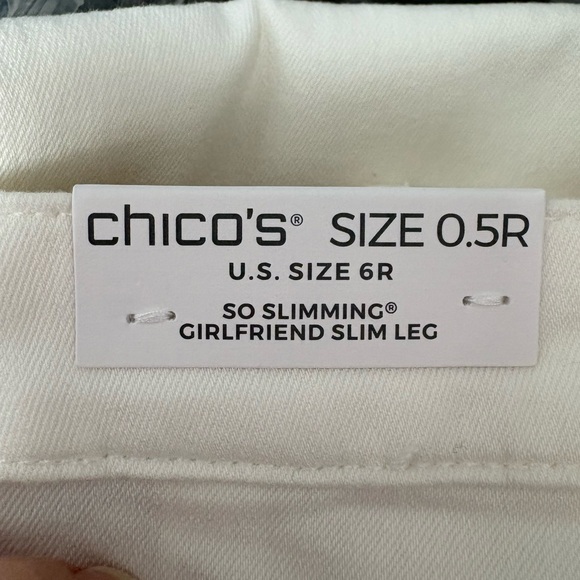 chico's® SIZE 0.5R
U.S. SIZE 6R
SO SLIMMING®
GIRLFRIEND SLIM LEG